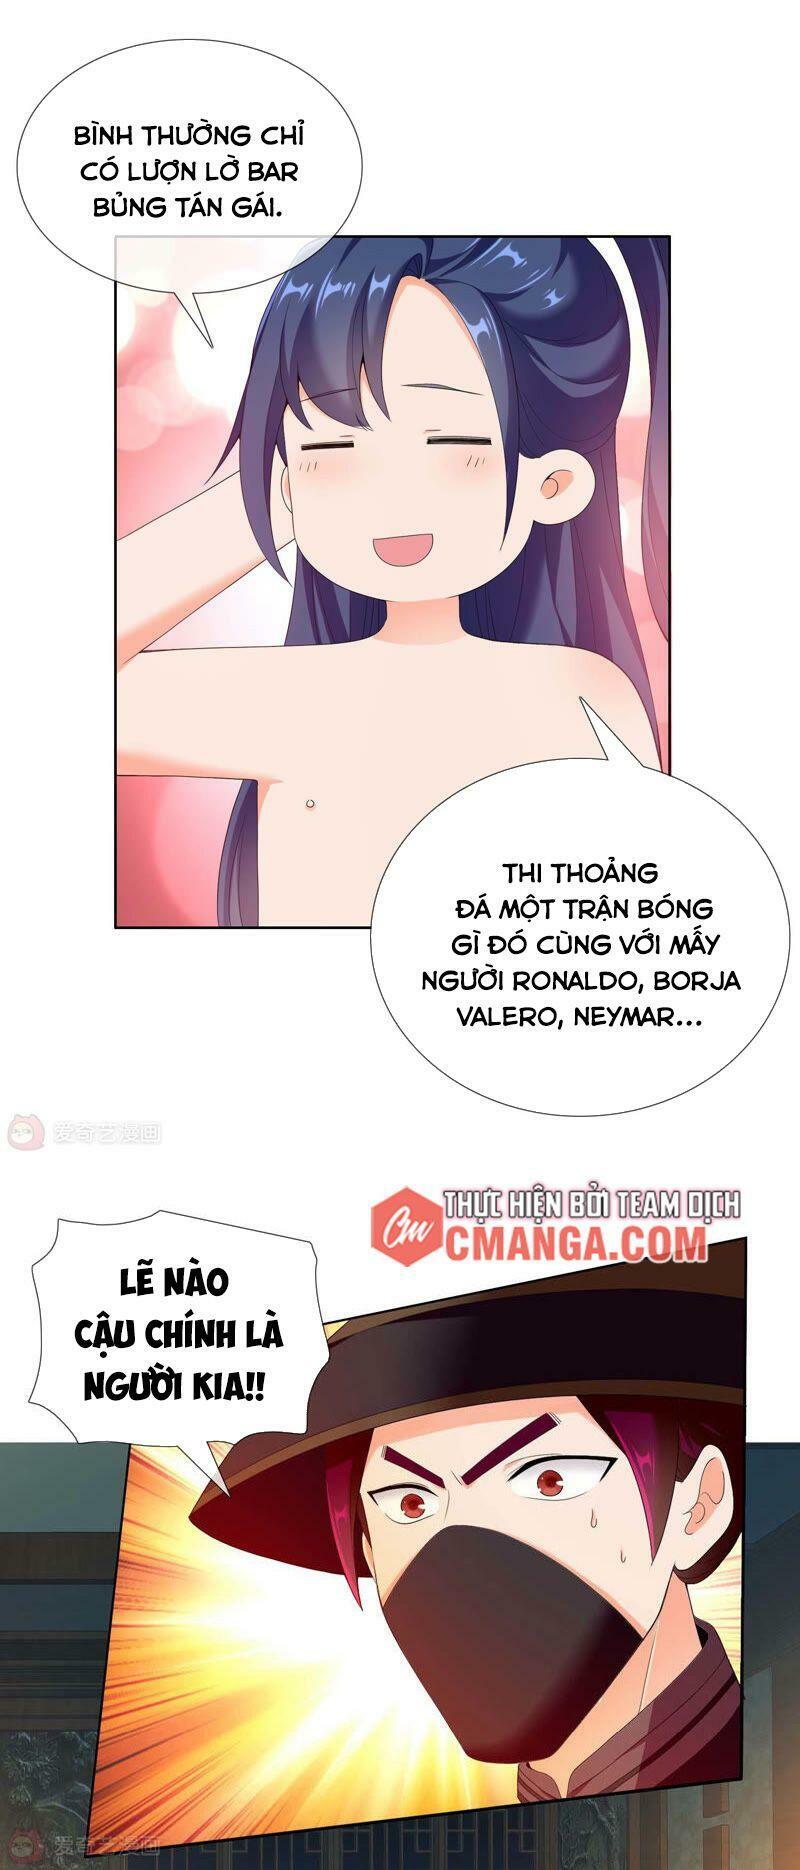 BÌNH THƯỜNG CHỈ
CÓ LƯỢN LỜ BAR
BỦNG TÁN GÁI.
THI THOẢNG
ĐÁ MỘT TRẬN BÓNG
GÌ ĐÓ CÙNG VỚI MẤY
NGƯỜI RONALDO, BORJA
VALERO, NEYMAR...
爱奇艺漫画
THỰC HIỆN BỞI TEAM DỊCH
Cm CMANGA.COM
LẼ NÀO
CẬU CHÍNH LÀ
NGƯỜI KIA!!
爱奇艺漫画